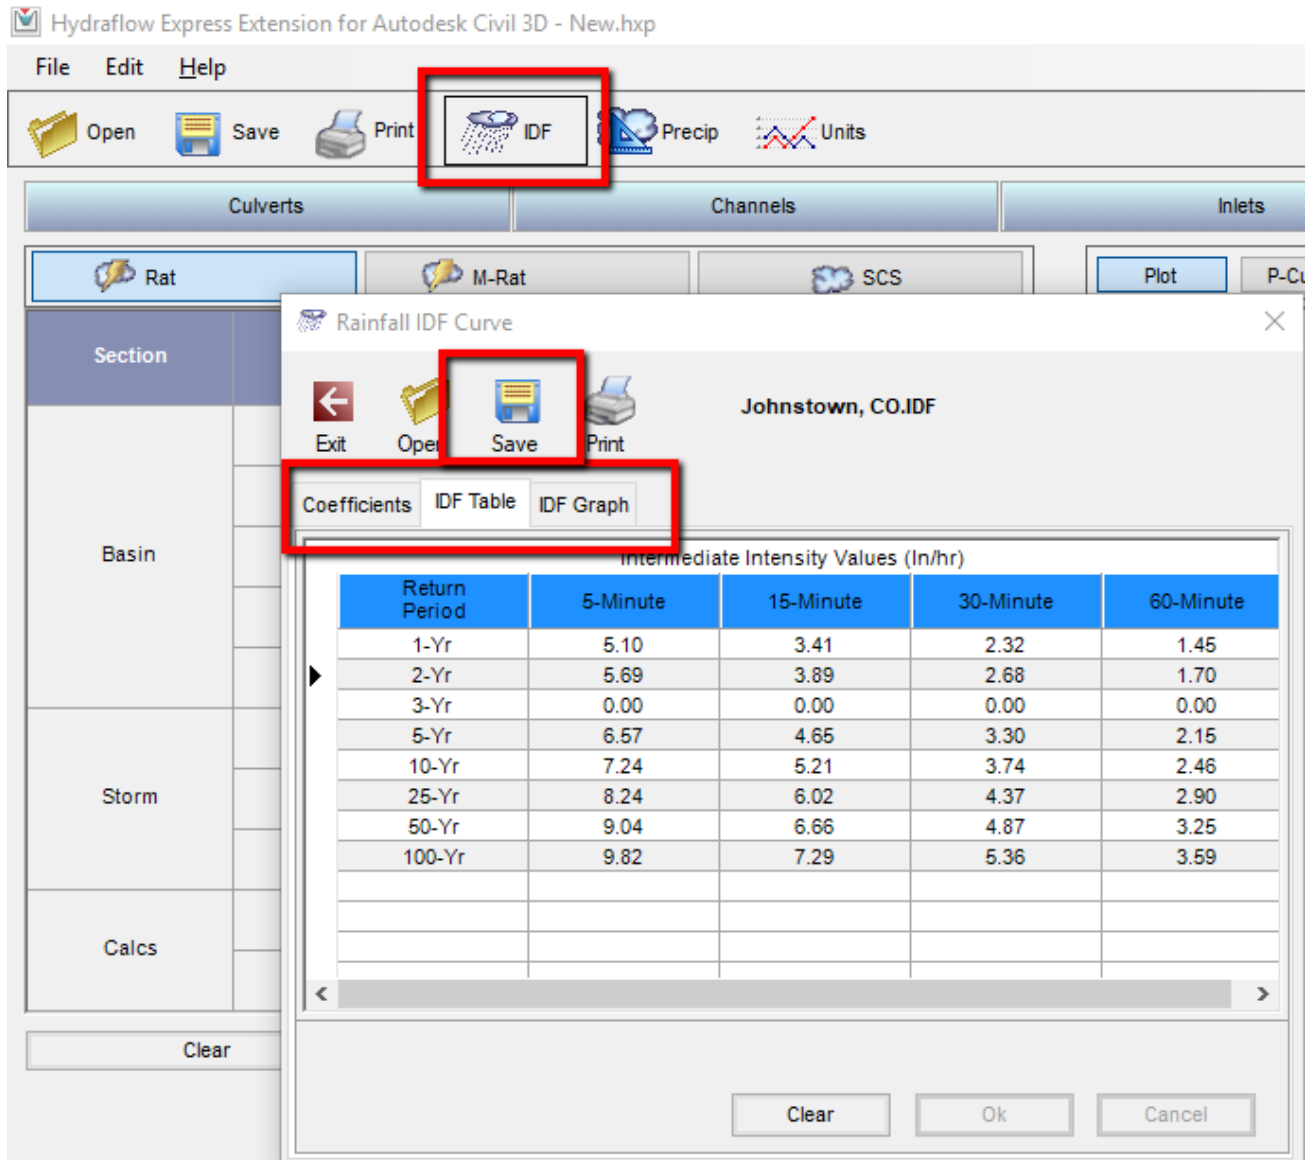 Hydraflow Express Extension for Autodesk Civil 3D - New.hxp
File Edit Help
Open Save Print IDF Precip Units
Culverts Channels Inlets
Rat M-Rat SCS Plot
Rainfall IDF Curve
Section
Exit Open Save Print Johnstown, CO.IDF
Coefficients IDF Table IDF Graph
Basin
Intermediate Intensity Values (In/hr)
Return Period 5-Minute 15-Minute 30-Minute 60-Minute
1-Yr 5.10 3.41 2.32 1.45
2-Yr 5.69 3.89 2.68 1.70
3-Yr 0.00 0.00 0.00 0.00
5-Yr 6.57 4.65 3.30 2.15
10-Yr 7.24 5.21 3.74 2.46
Storm
25-Yr 8.24 6.02 4.37 2.90
50-Yr 9.04 6.66 4.87 3.25
100-Yr 9.82 7.29 5.36 3.59
Calcs
Clear
Clear Ok Cancel